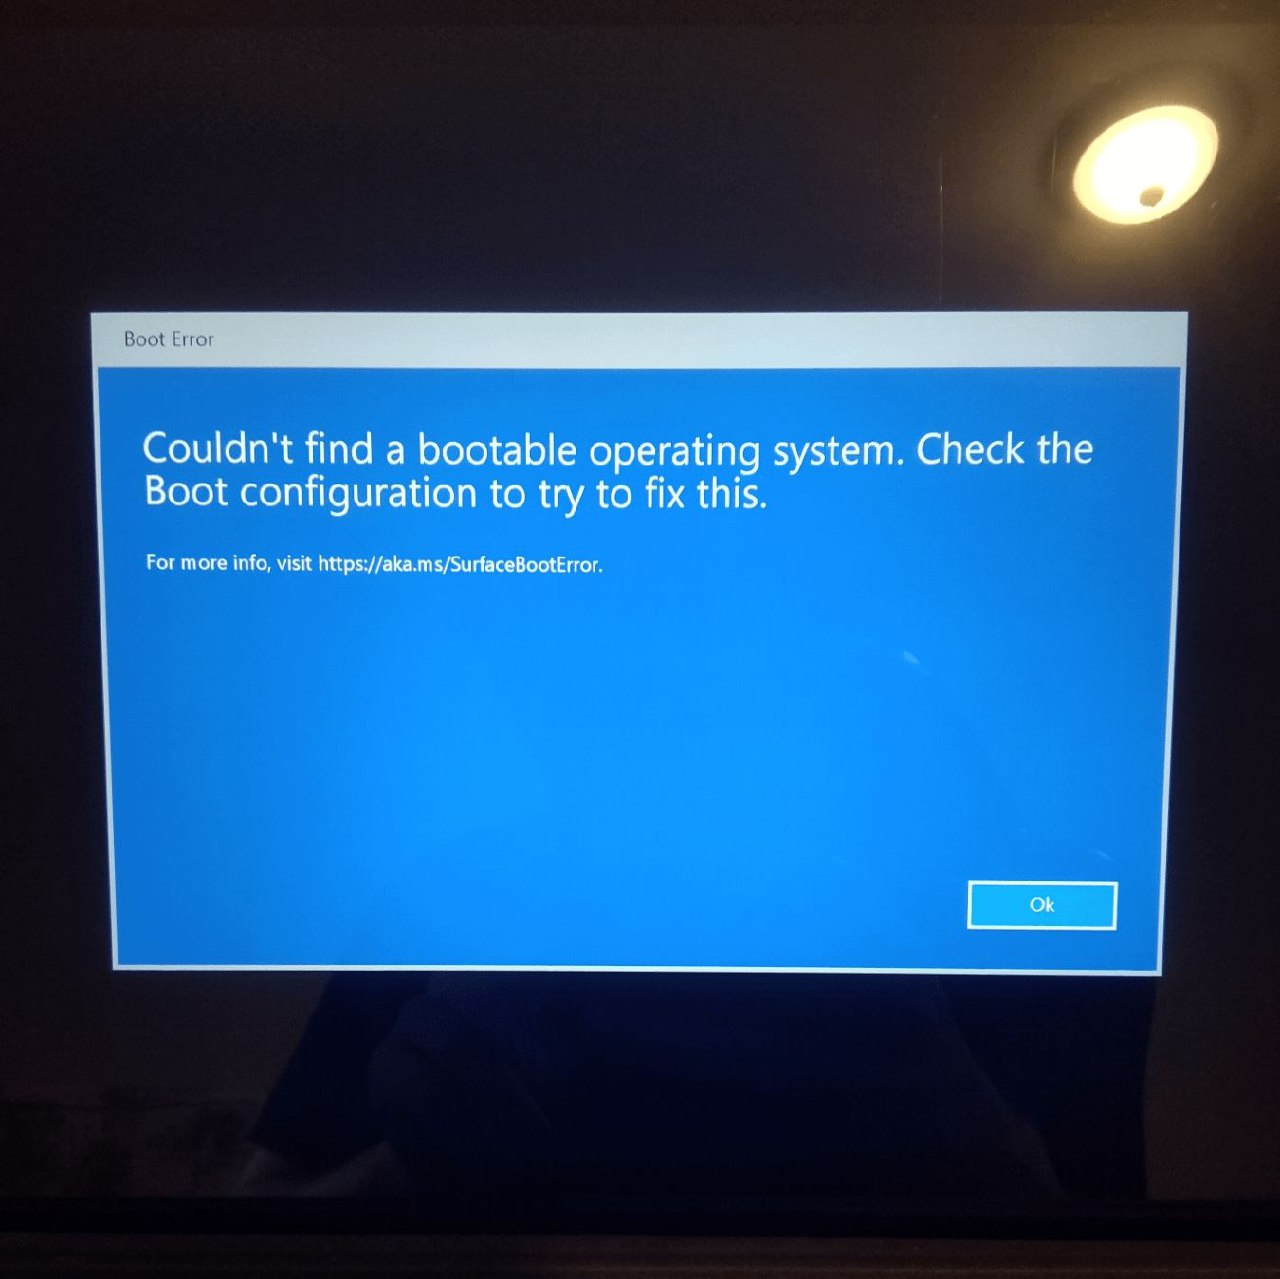 Boot Error
Couldn't find a bootable operating system. Check the
Boot configuration to try to fix this.
For more info, visit https://aka.ms/SurfaceBootError.
Ok